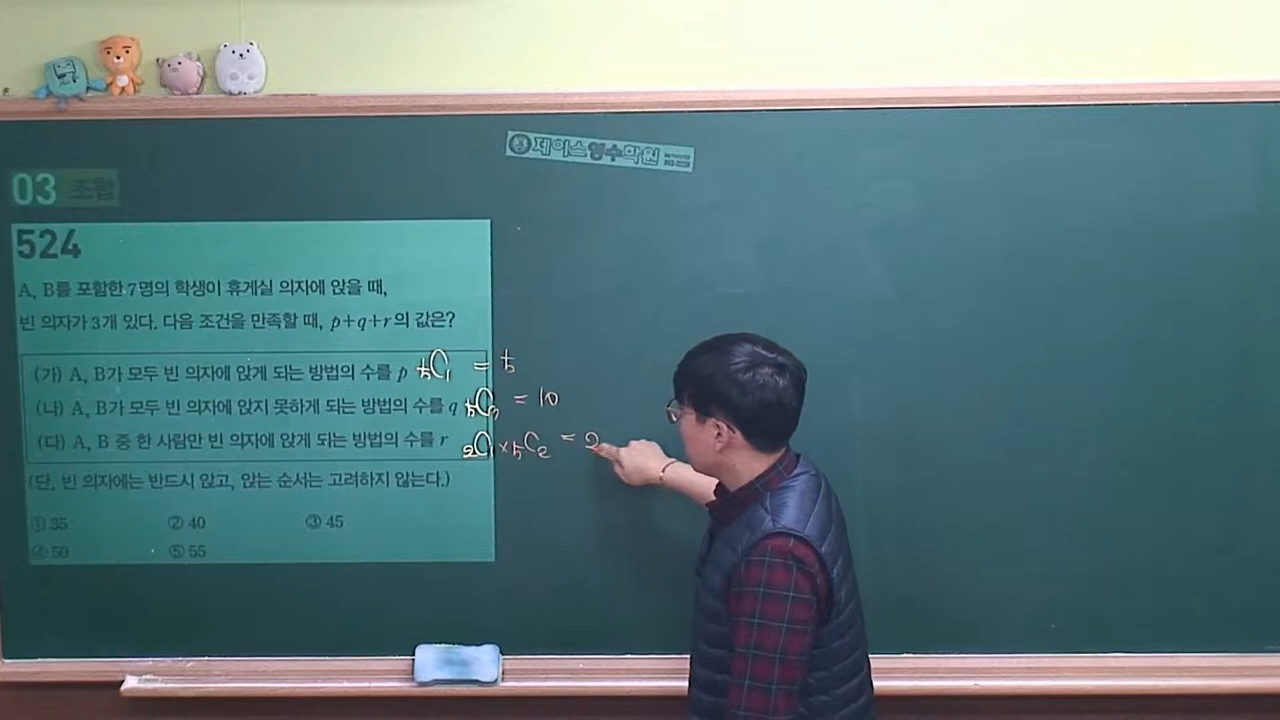 제이스영수학원
03 조합
524
A, B를 포함한 7명의 학생이 휴게실 의자에 앉을 때,
빈 의자가 3개 있다. 다음 조건을 만족할 때, p+q+r의 값은?
(가) A, B가 모두 빈 의자에 앉게 되는 방법의 수를 p ₅C₁ = 5
(나) A, B가 모두 빈 의자에 앉지 못하게 되는 방법의 수를 q ₅C₃ = 10
(다) A, B 중 한 사람만 빈 의자에 앉게 되는 방법의 수를 r ₂C₁×₅C₂ = 2
(단, 빈 의자에는 반드시 앉고, 앉는 순서는 고려하지 않는다.)
① 35 ② 40 ③ 45
④ 50 ⑤ 55